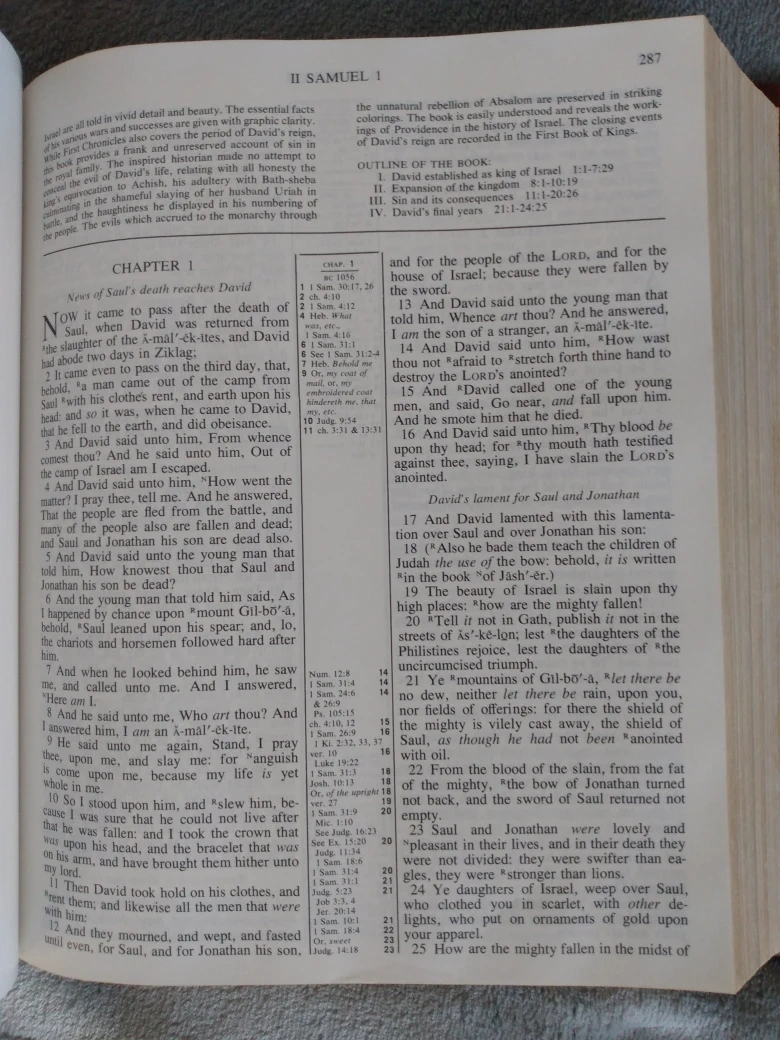 II SAMUEL 1
287
Israel are all told in vivid detail and beauty. The essential facts
of his various wars and successes are given with graphic clarity.
While First Chronicles also covers the period of David's reign,
this book provides a frank and unreserved account of sin in
the royal family. The inspired historian made no attempt to
conceal the evil of David's life, relating with all honesty the
king's equivocation to Achish, his adultery with Bath-sheba
culminating in the shameful slaying of her husband Uriah in
battle, and the haughtiness he displayed in his numbering of
the people. The evils which accrued to the monarchy through
the unnatural rebellion of Absalom are preserved in striking
colorings. The book is easily understood and reveals the work-
ings of Providence in the history of Israel. The closing events
of David's reign are recorded in the First Book of Kings.
OUTLINE OF THE BOOK:
I. David established as king of Israel 1:1-7:29
II. Expansion of the kingdom 8:1-10:19
III. Sin and its consequences 11:1-20:26
IV. David's final years 21:1-24:25
CHAPTER 1
News of Saul's death reaches David
NOW it came to pass after the death of
Saul, when David was returned from
ᴿthe slaughter of the Ă-māl′-ĕk-ītes, and David
had abode two days in Ziklag;
2 It came even to pass on the third day, that,
behold, ᴿa man came out of the camp from
Saul ᴿwith his clothes rent, and earth upon his
head: and so it was, when he came to David,
that he fell to the earth, and did obeisance.
3 And David said unto him, From whence
comest thou? And he said unto him, Out of
the camp of Israel am I escaped.
4 And David said unto him, ᴺHow went the
matter? I pray thee, tell me. And he answered,
That the people are fled from the battle, and
many of the people also are fallen and dead;
and Saul and Jonathan his son are dead also.
5 And David said unto the young man that
told him, How knowest thou that Saul and
Jonathan his son be dead?
6 And the young man that told him said, As
I happened by chance upon ᴿmount Gĭl-bō′-ȧ,
behold, ᴿSaul leaned upon his spear; and, lo,
the chariots and horsemen followed hard after
him.
7 And when he looked behind him, he saw
me, and called unto me. And I answered,
ᴺHere am I.
8 And he said unto me, Who art thou? And
I answered him, I am an Ă-măl′-ĕk-īte.
9 He said unto me again, Stand, I pray
thee, upon me, and slay me: for ᴺanguish
is come upon me, because my life is yet
whole in me.
10 So I stood upon him, and ᴿslew him, be-
cause I was sure that he could not live after
that he was fallen: and I took the crown that
was upon his head, and the bracelet that was
on his arm, and have brought them hither unto
my lord.
11 Then David took hold on his clothes, and
ᴿrent them; and likewise all the men that were
with him:
12 And they mourned, and wept, and fasted
until even, for Saul, and for Jonathan his son,
CHAP. 1
BC 1056
1 1 Sam. 30:17, 26
2 ch. 4:10
2 1 Sam. 4:12
4 Heb. What
was, etc.,
1 Sam. 4:16
6 1 Sam. 31:1
6 See 1 Sam. 31:2-4
7 Heb. Behold me
9 Or, my coat of
mail, or, my
embroidered coat
hindereth me, that
my, etc.
10 Judg. 9:54
11 ch. 3:31 & 13:31
Num. 12:8 14
1 Sam. 31:4 14
1 Sam. 24:6 14
& 26:9
Ps. 105:15
ch. 4:10, 12 15
1 Sam. 26:9 16
1 Ki. 2:32, 33, 37
ver. 10 16
Luke 19:22
1 Sam. 31:3 18
Josh. 10:13 18
Or, of the upright 18
ver. 27 19
1 Sam. 31:9 20
Mic. 1:10
See Judg. 16:23
See Ex. 15:20 20
Judg. 11:34
1 Sam. 18:6
1 Sam. 31:4 20
1 Sam. 31:1 21
Judg. 5:23 21
Job 3:3, 4
Jer. 20:14
1 Sam. 10:1 21
1 Sam. 18:4 22
Or, sweet 23
Judg. 14:18 23
and for the people of the LORD, and for the
house of Israel; because they were fallen by
the sword.
13 And David said unto the young man that
told him, Whence art thou? And he answered,
I am the son of a stranger, an Ă-măl′-ĕk-īte.
14 And David said unto him, ᴿHow wast
thou not ᴿafraid to ᴿstretch forth thine hand to
destroy the LORD's anointed?
15 And ᴿDavid called one of the young
men, and said, Go near, and fall upon him.
And he smote him that he died.
16 And David said unto him, ᴿThy blood be
upon thy head; for ᴿthy mouth hath testified
against thee, saying, I have slain the LORD's
anointed.
David's lament for Saul and Jonathan
17 And David lamented with this lamenta-
tion over Saul and over Jonathan his son:
18 (ᴿAlso he bade them teach the children of
Judah the use of the bow: behold, it is written
ᴿin the book ᴺof Jăsh′-ẽr.)
19 The beauty of Israel is slain upon thy
high places: ᴿhow are the mighty fallen!
20 ᴿTell it not in Gath, publish it not in the
streets of Ăs′-kĕ-lŏn; lest ᴿthe daughters of the
Philistines rejoice, lest the daughters of ᴿthe
uncircumcised triumph.
21 Ye ᴿmountains of Gĭl-bō′-ȧ, ᴿlet there be
no dew, neither let there be rain, upon you,
nor fields of offerings: for there the shield of
the mighty is vilely cast away, the shield of
Saul, as though he had not been ᴿanointed
with oil.
22 From the blood of the slain, from the fat
of the mighty, ᴿthe bow of Jonathan turned
not back, and the sword of Saul returned not
empty.
23 Saul and Jonathan were lovely and
ᴺpleasant in their lives, and in their death they
were not divided: they were swifter than ea-
gles, they were ᴿstronger than lions.
24 Ye daughters of Israel, weep over Saul,
who clothed you in scarlet, with other de-
lights, who put on ornaments of gold upon
your apparel.
25 How are the mighty fallen in the midst of